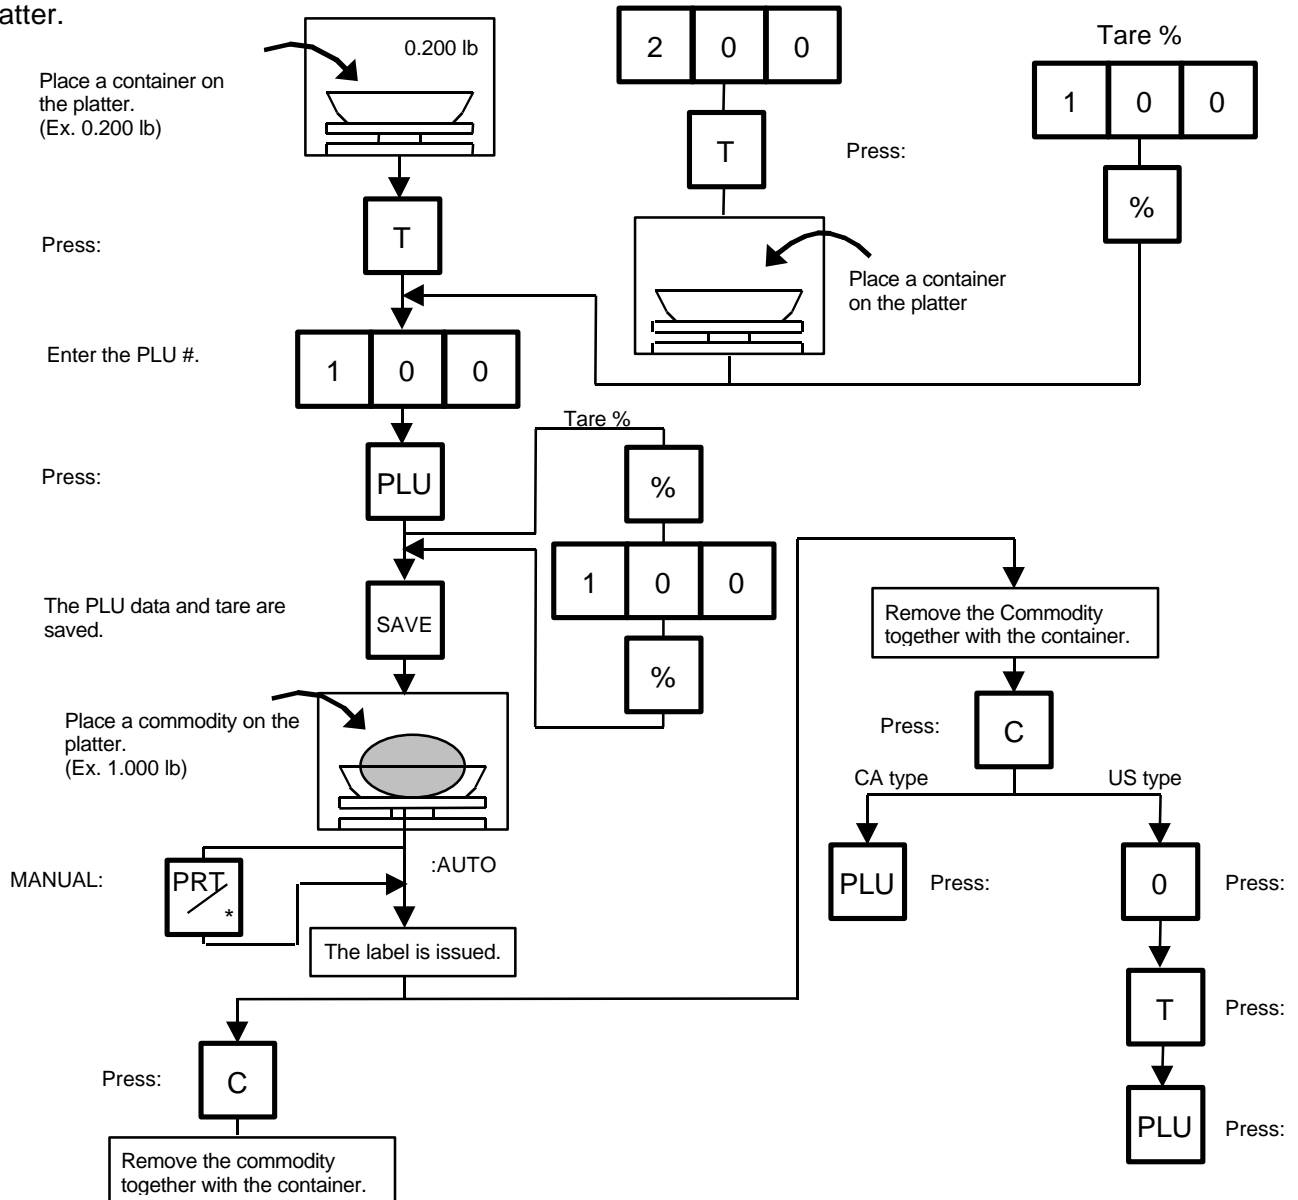 atter.
0.200 lb
Place a container on
the platter.
(Ex. 0.200 lb)
Press:
T
2 0 0
T
Press:
Place a container
on the platter
Tare %
1 0 0
%
Enter the PLU #.
1 0 0
Press:
PLU
Tare %
%
1 0 0
%
The PLU data and tare are
saved.
SAVE
Place a commodity on the
platter.
(Ex. 1.000 lb)
MANUAL:
PRT
*
:AUTO
The label is issued.
Press:
C
Remove the commodity
together with the container.
Remove the Commodity
together with the container.
Press:
C
CA type
US type
PLU
Press:
0
Press:
T
Press:
PLU
Press: